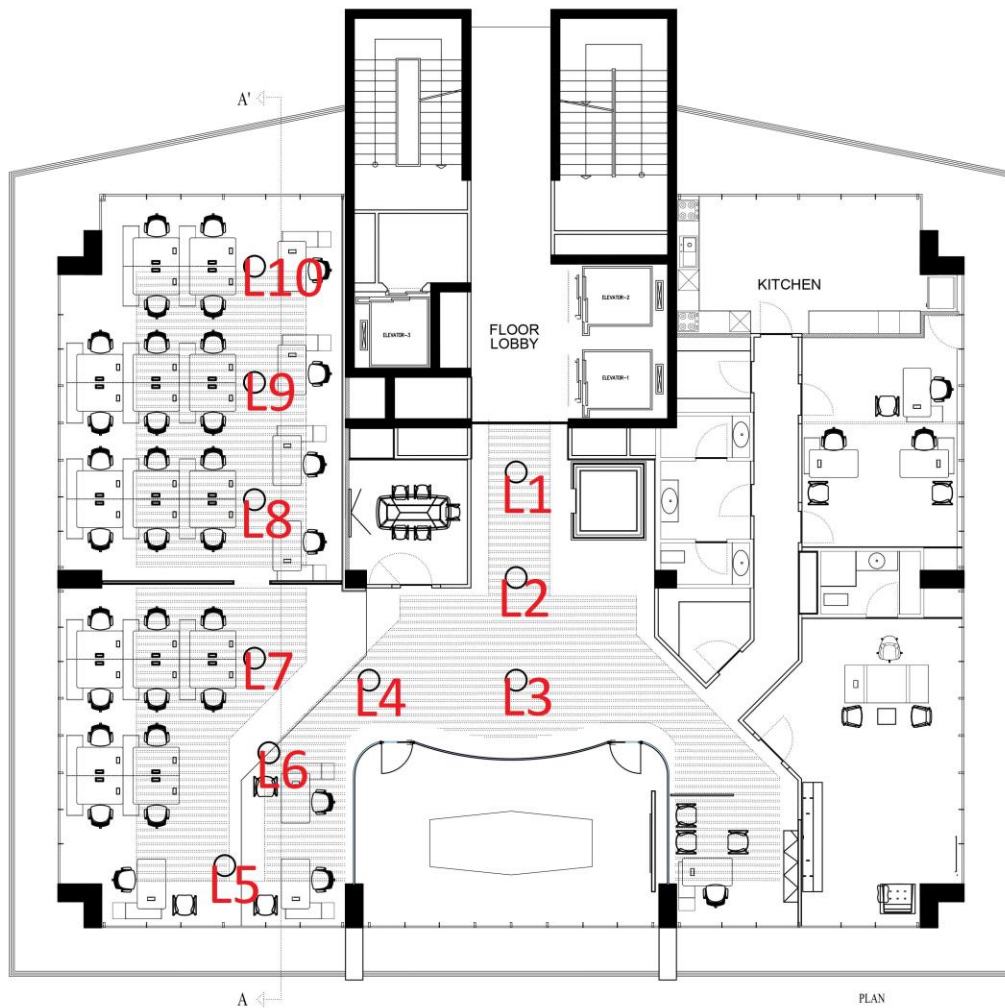 A'
L10
ELEVATOR-2
KITCHEN
ELEVATOR-3
FLOOR
LOBBY
L9
ELEVATOR-1
L1
L8
L2
L7
L4
L3
L6
L5
A
PLAN